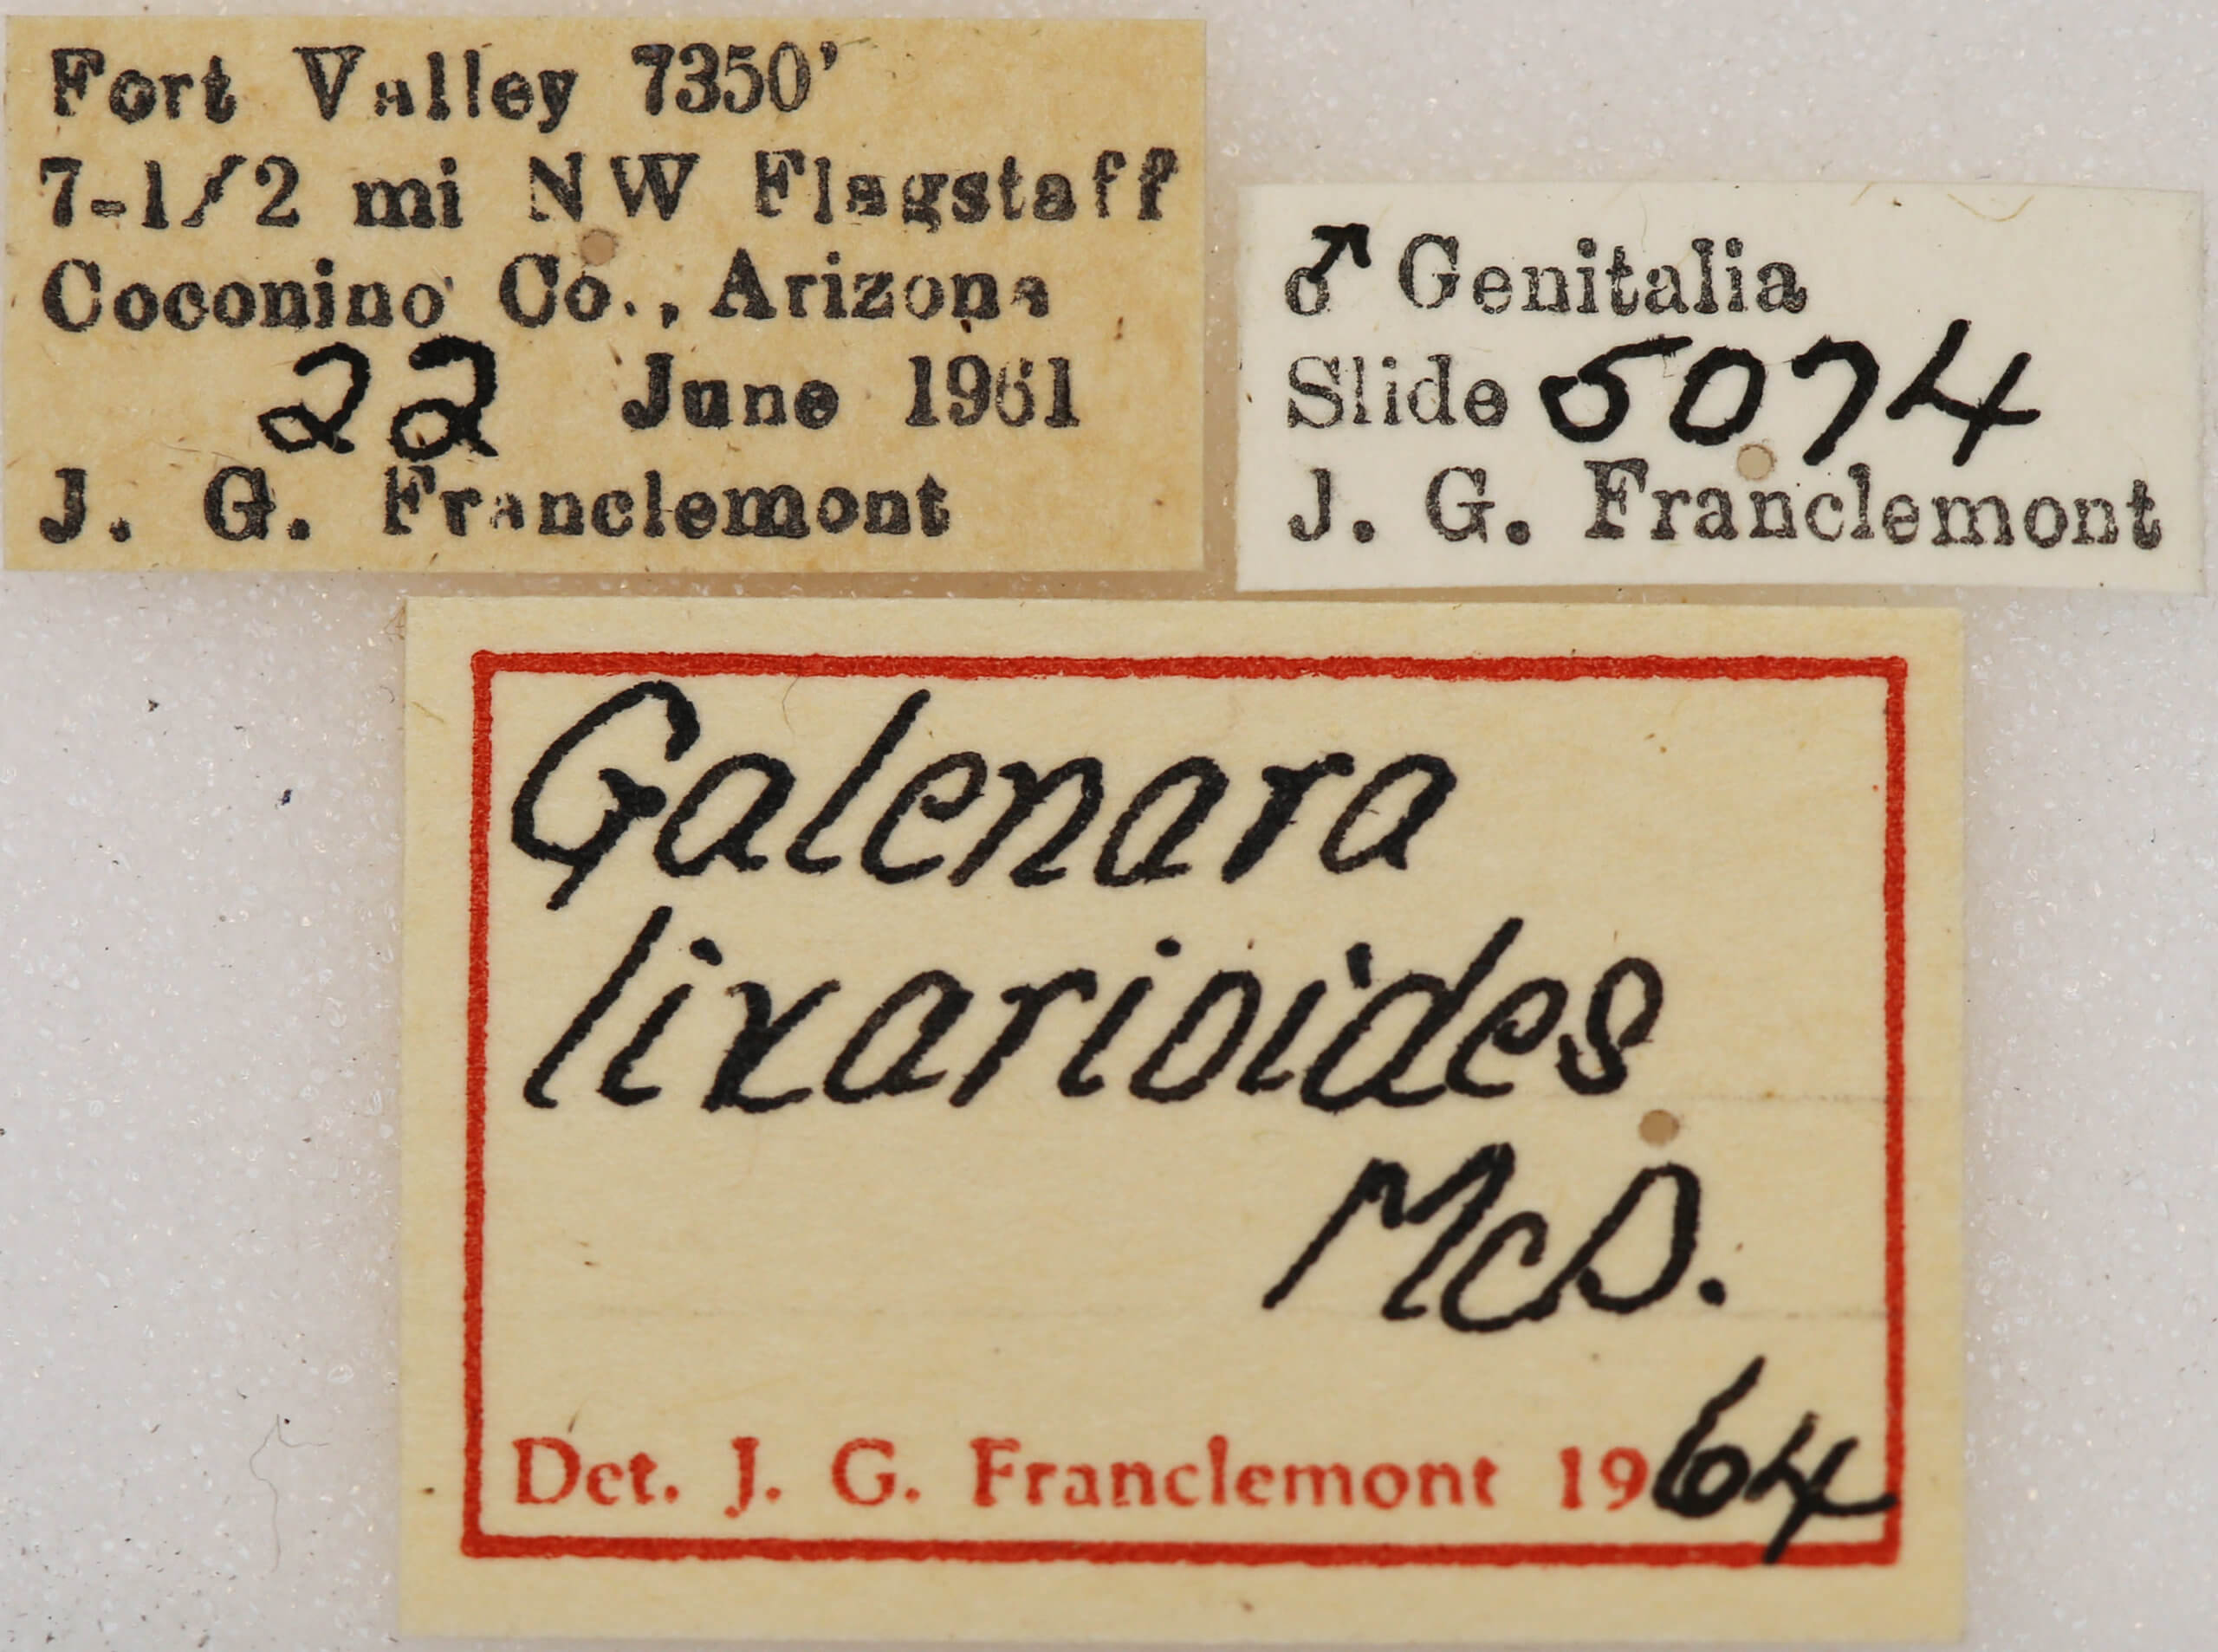 Fort Valley 7350'
7-1/2 mi NW Flagstaff
Coconino Co., Arizona
22 June 1961
J. G. Franclemont
♂ Genitalia
Slide 5074
J. G. Franclemont
Galenara
lixarioides
McD.
Det. J. G. Franclemont 1964